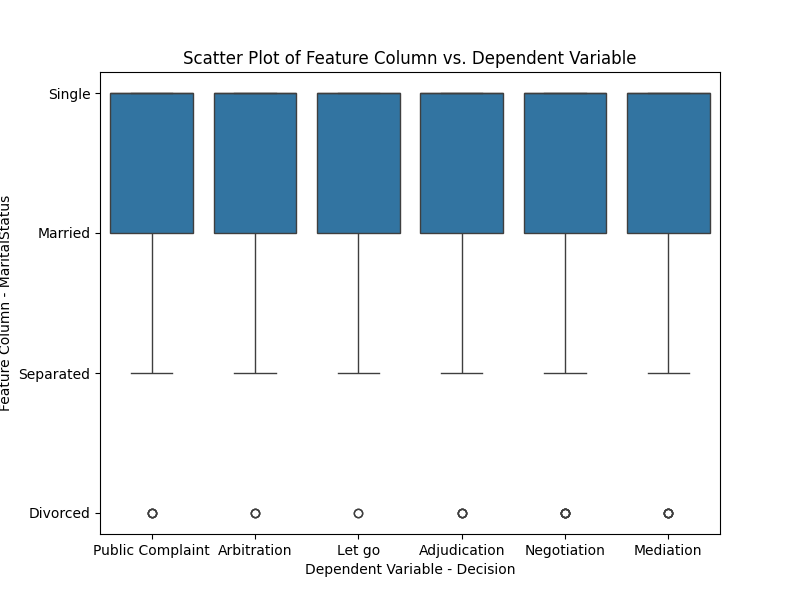 Scatter Plot of Feature Column vs. Dependent Variable
Feature Column - MaritalStatus
Single
Married
Separated
Divorced
Public Complaint Arbitration Let go Adjudication Negotiation Mediation
Dependent Variable - Decision